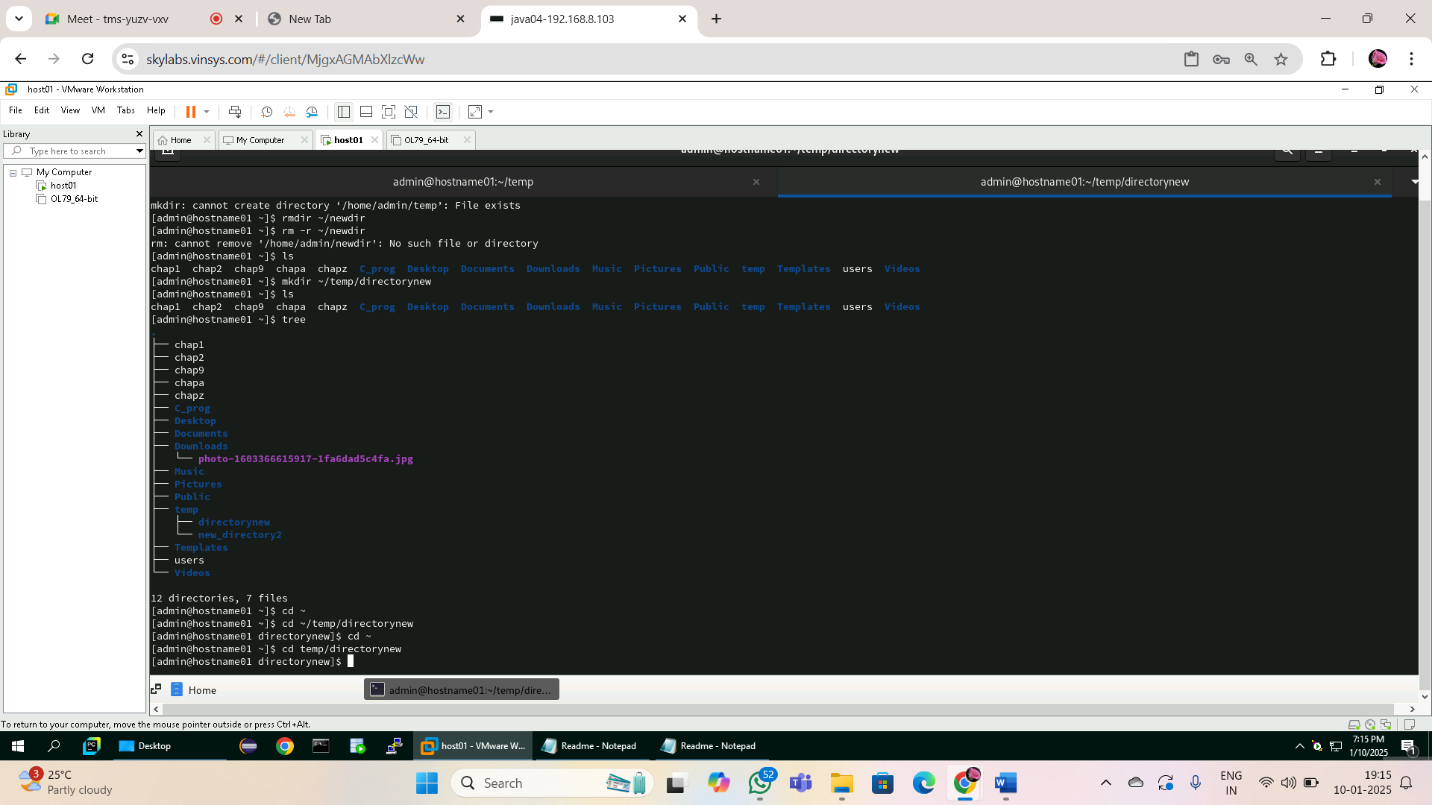 Meet - tms-yuzv-vxv
New Tab
java04-192.168.8.103
skylabs.vinsys.com/#/client/MjgxAGMAbXlzcWw
host01 - VMware Workstation
File Edit View VM Tabs Help
Library
Type here to search
My Computer
host01
OL79_64-bit
Home
My Computer
host01
OL79_64-bit
admin@hostname01:~/temp/directorynew
admin@hostname01:~/temp
admin@hostname01:~/temp/directorynew
mkdir: cannot create directory ‘/home/admin/temp’: File exists
[admin@hostname01 ~]$ rmdir ~/newdir
[admin@hostname01 ~]$ rm -r ~/newdir
rm: cannot remove '/home/admin/newdir': No such file or directory
[admin@hostname01 ~]$ ls
chap1 chap2 chap9 chapa chapz C_prog Desktop Documents Downloads Music Pictures Public temp Templates users Videos
[admin@hostname01 ~]$ mkdir ~/temp/directorynew
[admin@hostname01 ~]$ ls
chap1 chap2 chap9 chapa chapz C_prog Desktop Documents Downloads Music Pictures Public temp Templates users Videos
[admin@hostname01 ~]$ tree
.
├── chap1
├── chap2
├── chap9
├── chapa
├── chapz
├── C_prog
├── Desktop
├── Documents
├── Downloads
│   └── photo-1603366615917-1fa6dad5c4fa.jpg
├── Music
├── Pictures
├── Public
├── temp
│   ├── directorynew
│   └── new_directory2
├── Templates
├── users
└── Videos
12 directories, 7 files
[admin@hostname01 ~]$ cd ~
[admin@hostname01 ~]$ cd ~/temp/directorynew
[admin@hostname01 directorynew]$ cd ~
[admin@hostname01 ~]$ cd temp/directorynew
[admin@hostname01 directorynew]$
Home
admin@hostname01:~/temp/dire...
To return to your computer, move the mouse pointer outside or press Ctrl+Alt.
Desktop
host01 - VMware W...
Readme - Notepad
Readme - Notepad
7:15 PM
1/10/2025
1
3
25°C
Partly cloudy
Search
52
ENG
IN
19:15
10-01-2025